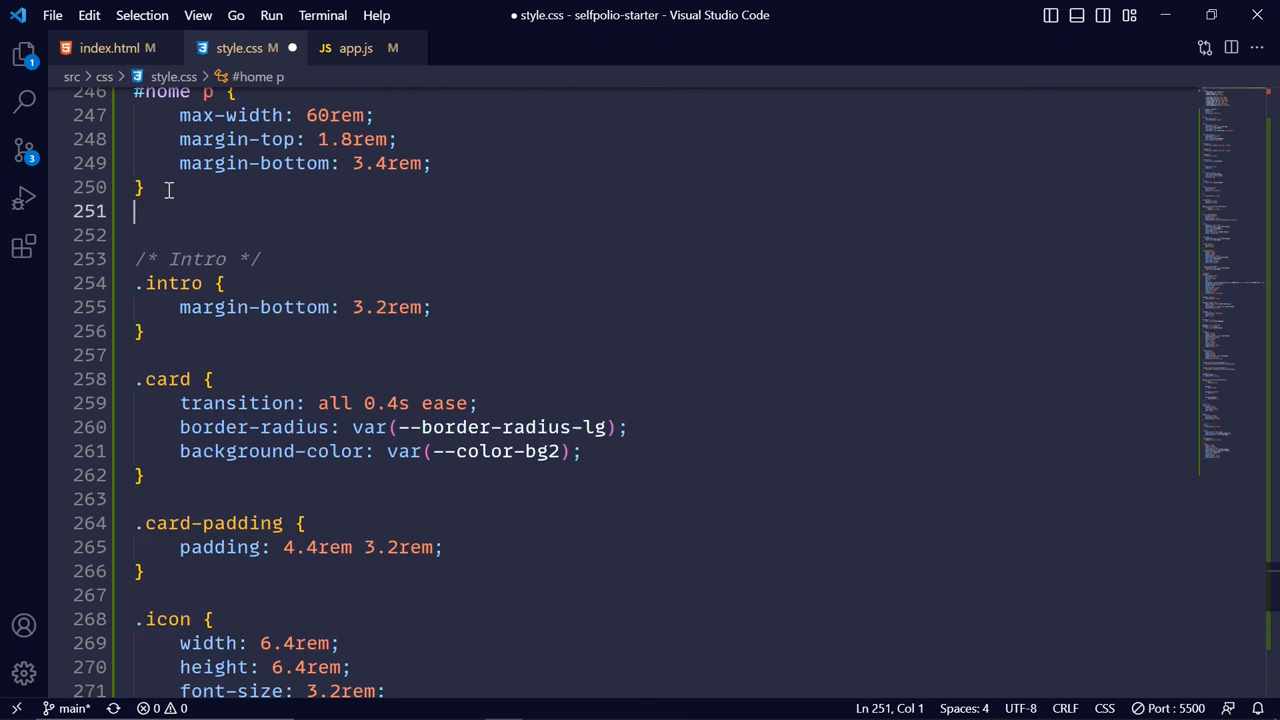 File Edit Selection View Go Run Terminal Help ● style.css - selfpolio-starter - Visual Studio Code
index.html M style.css M ● JS app.js M
src > css > style.css > #home p
246 #home p {
247 max-width: 60rem;
248 margin-top: 1.8rem;
249 margin-bottom: 3.4rem;
250 }
251
252
253 /* Intro */
254 .intro {
255 margin-bottom: 3.2rem;
256 }
257
258 .card {
259 transition: all 0.4s ease;
260 border-radius: var(--border-radius-lg);
261 background-color: var(--color-bg2);
262 }
263
264 .card-padding {
265 padding: 4.4rem 3.2rem;
266 }
267
268 .icon {
269 width: 6.4rem;
270 height: 6.4rem;
271 font-size: 3.2rem;
1
3
main* 0 0 Ln 251, Col 1 Spaces: 4 UTF-8 CRLF CSS Port : 5500